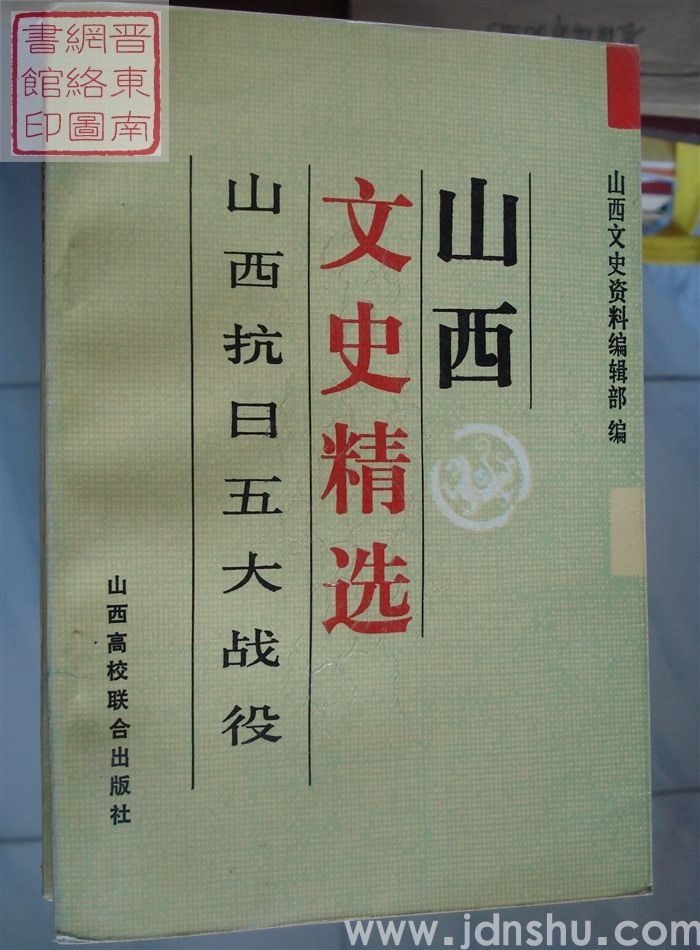 晋東南
網絡圖
書館印
山西文史资料编辑部 编
山西
文史精选
山西抗日五大战役
山西高校联合出版社
www.jdnshu.com